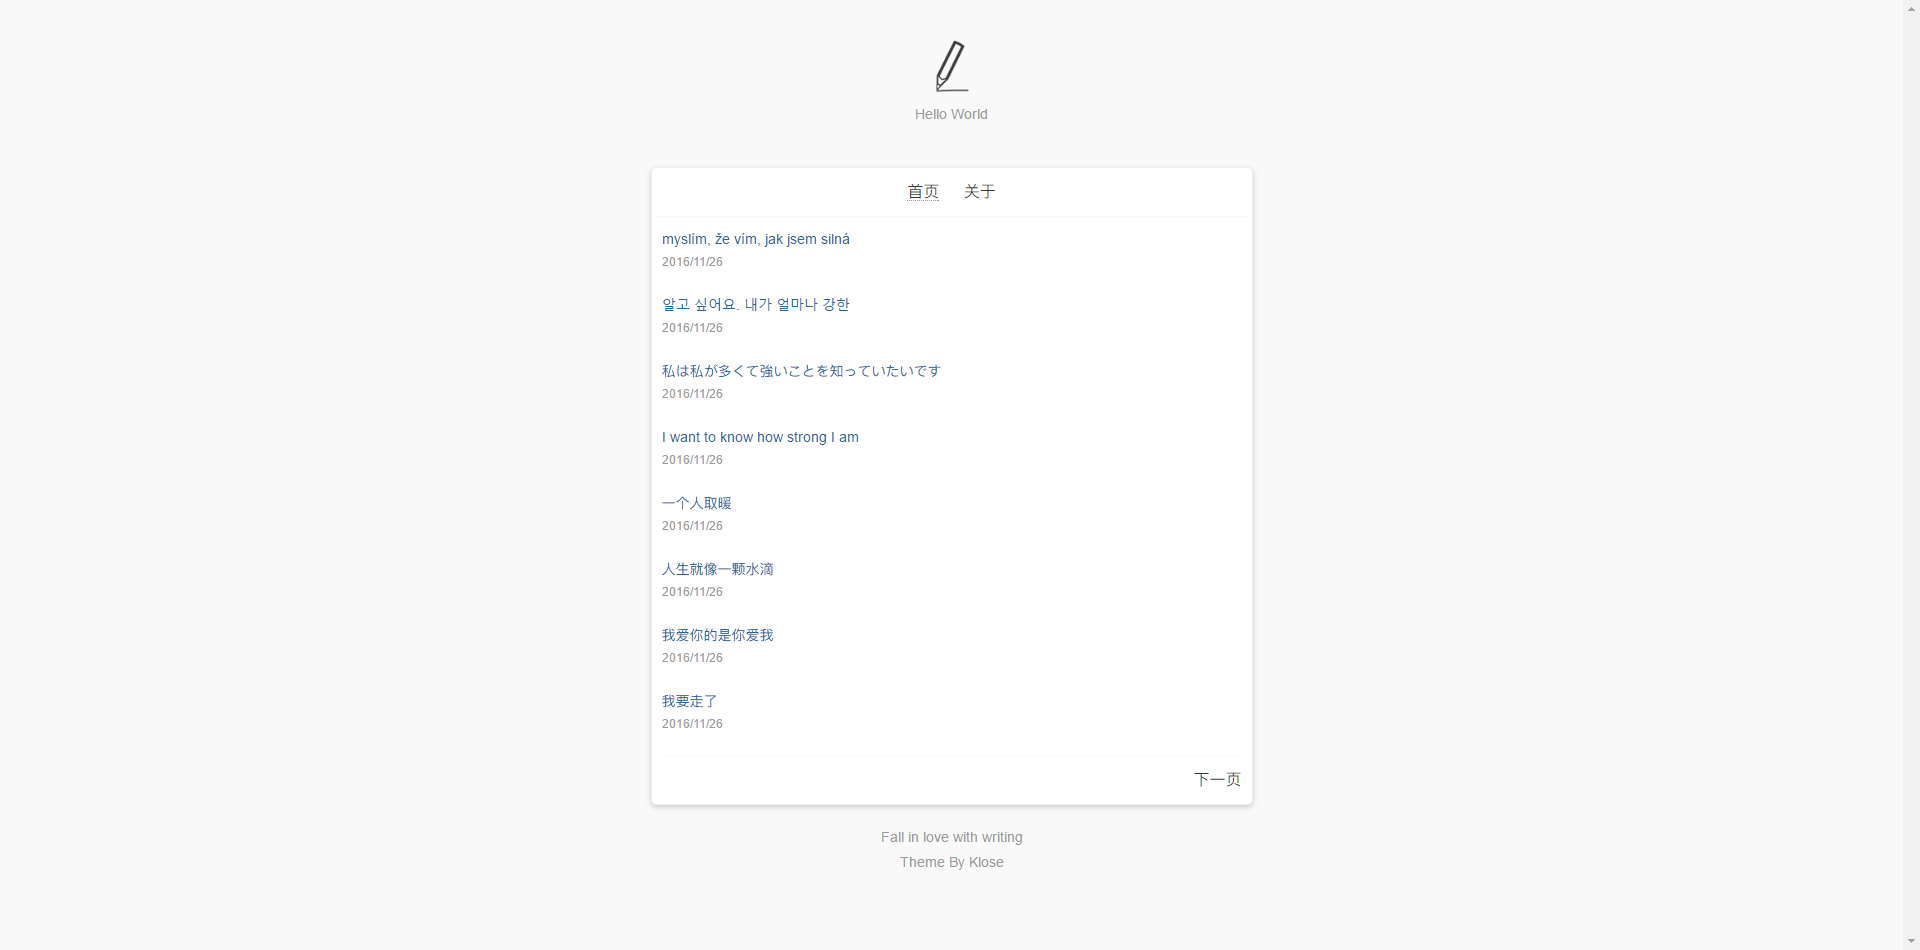 Hello World
首页 关于
myslím, že vím, jak jsem silná
2016/11/26
알고 싶어요. 내가 얼마나 강한
2016/11/26
私は私が多くて強いことを知っていたいです
2016/11/26
I want to know how strong I am
2016/11/26
一个人取暖
2016/11/26
人生就像一颗水滴
2016/11/26
我爱你的是你爱我
2016/11/26
我要走了
2016/11/26
下一页
Fall in love with writing
Theme By Klose